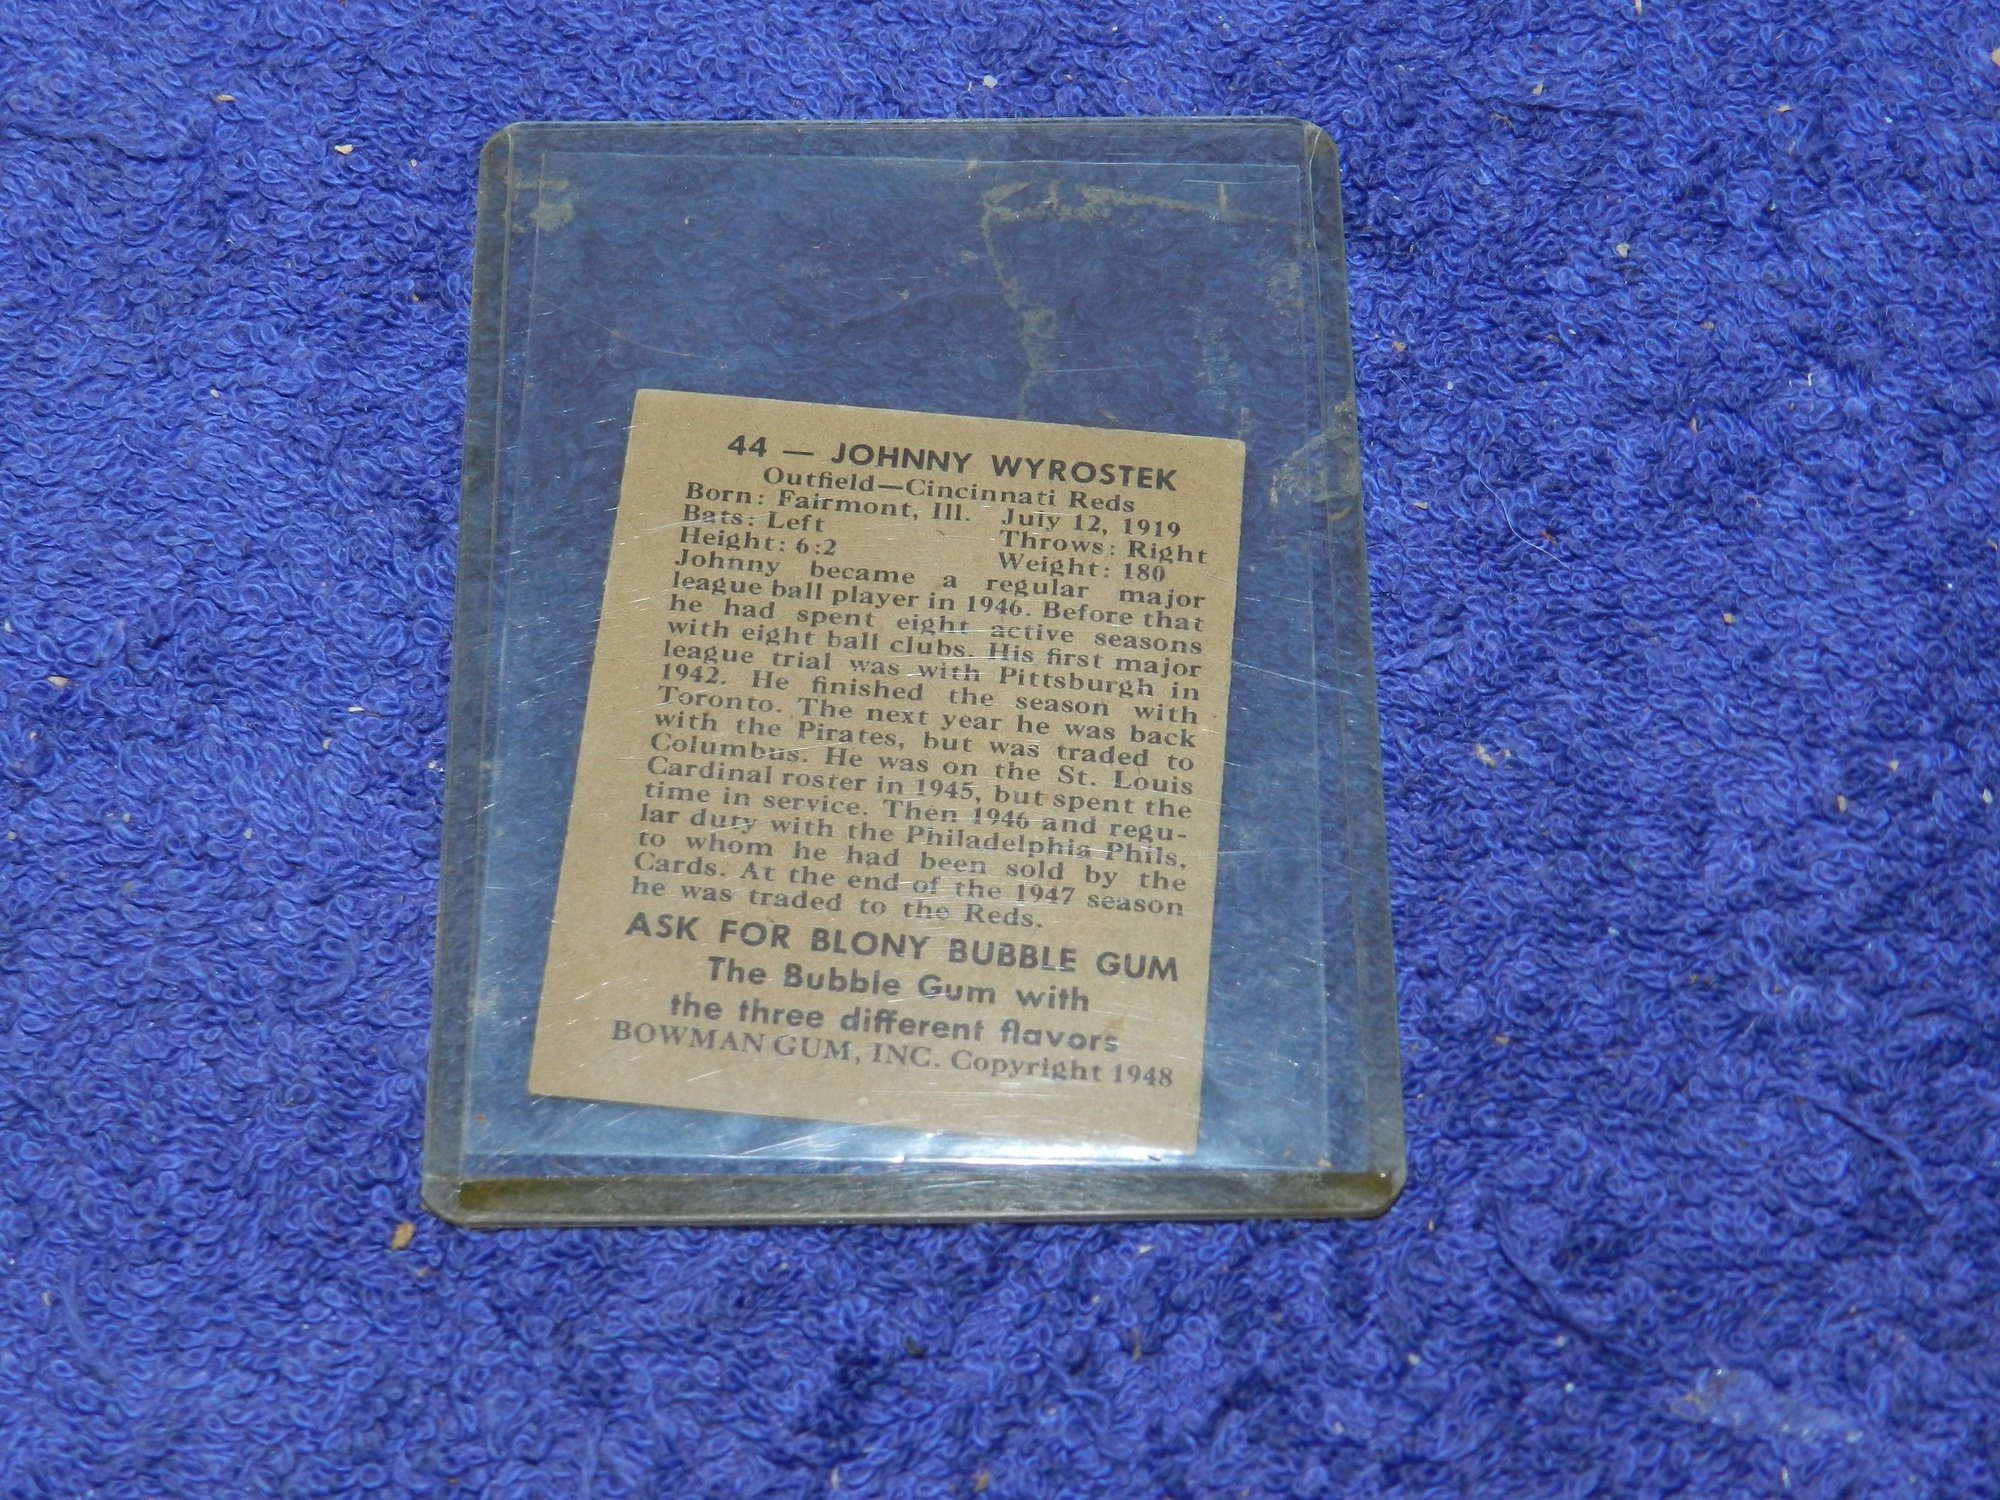 44 — JOHNNY WYROSTEK
Outfield—Cincinnati Reds
Born: Fairmont, Ill. July 12, 1919
Bats: Left Throws: Right
Height: 6:2 Weight: 180
Johnny became a regular major
league ball player in 1946. Before that
he had spent eight active seasons
with eight ball clubs. His first major
league trial was with Pittsburgh in
1942. He finished the season with
Toronto. The next year he was back
with the Pirates, but was traded to
Columbus. He was on the St. Louis
Cardinal roster in 1945, but spent the
time in service. Then 1946 and regu-
lar duty with the Philadelphia Phils,
to whom he had been sold by the
Cards. At the end of the 1947 season
he was traded to the Reds.
ASK FOR BLONY BUBBLE GUM
The Bubble Gum with
the three different flavors
BOWMAN GUM, INC. Copyright 1948